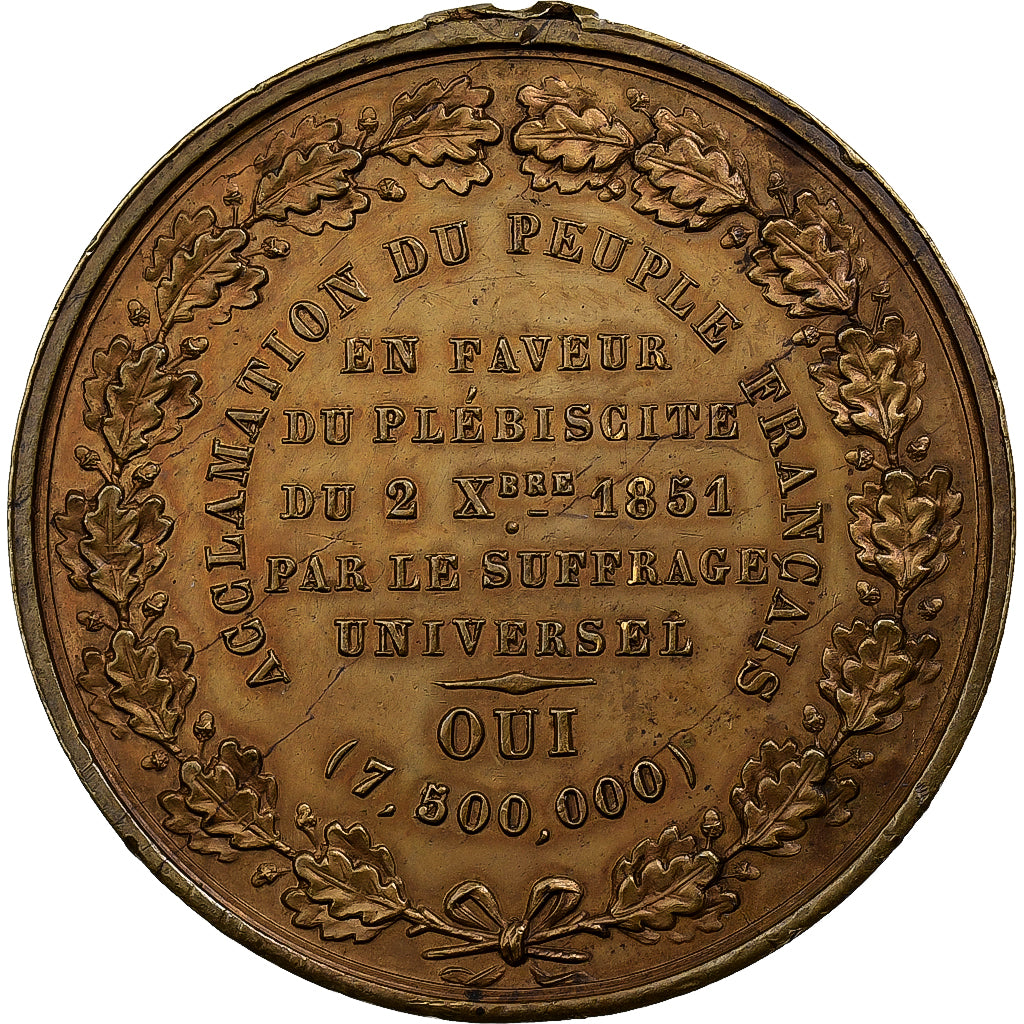 ACCLAMATION DU PEUPLE FRANÇAIS
EN FAVEUR
DU PLÉBISCITE
DU 2 XBRE 1851
PAR LE SUFFRAGE
UNIVERSEL
OUI
(7,500,000)